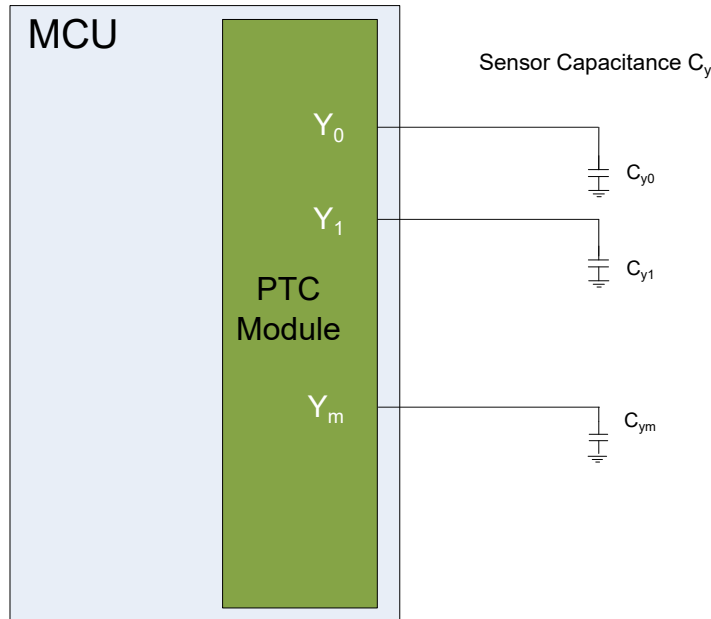 MCU
Sensor Capacitance Cy
Y0
Cy0
Y1
Cy1
PTC
Module
Ym
Cym